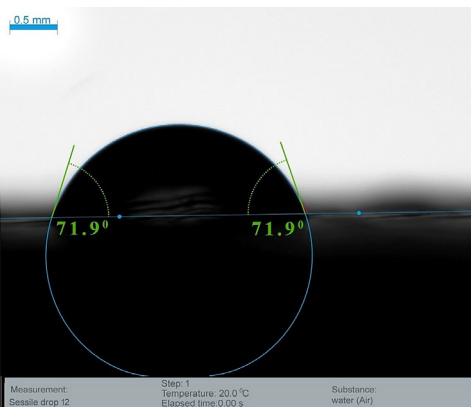 0.5 mm
71.9⁰ 71.9⁰
Measurement:
Sessile drop 12
Step: 1
Temperature: 20.0 ⁰C
Elapsed time:0.00 s
Substance:
water (Air)